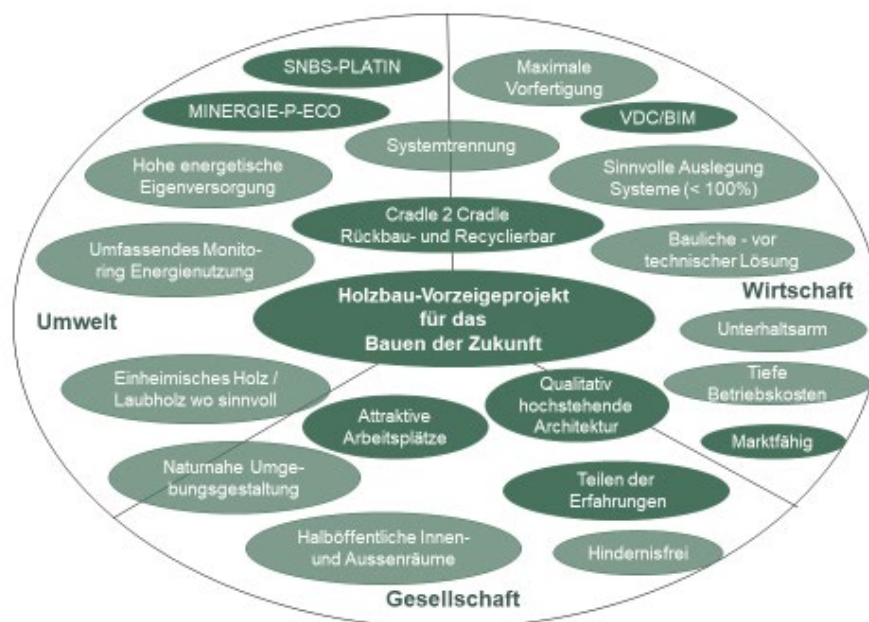 SNBS-PLATIN
Maximale
Vorfertigung
MINERGIE-P-ECO
VDC/BIM
Systemtrennung
Hohe energetische
Eigenversorgung
Sinnvolle Auslegung
Systeme (< 100%)
Cradle 2 Cradle
Rückbau- und Recyclierbar
Umfassendes Monito-
ring Energienutzung
Bauliche - vor
technischer Lösung
Holzbau-Vorzeigeprojekt
für das
Bauen der Zukunft
Wirtschaft
Umwelt
Unterhaltsarm
Einheimisches Holz /
Laubholz wo sinnvoll
Qualitativ
hochstehende
Architektur
Tiefe
Betriebskosten
Attraktive
Arbeitsplätze
Marktfähig
Naturnahe Umge-
bungsgestaltung
Teilen der
Erfahrungen
Halböffentliche Innen-
und Aussenräume
Hindernisfrei
Gesellschaft